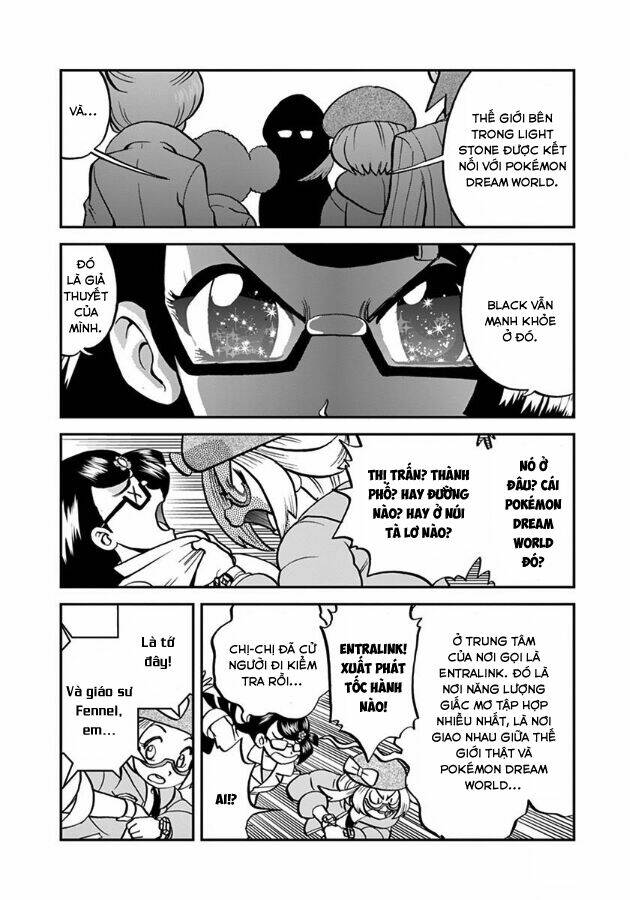 THẾ GIỚI BÊN
TRONG LIGHT
STONE ĐƯỢC KẾT
NỐI VỚI POKÉMON
DREAM WORLD.
VÀ...
BLACK VẪN
MẠNH KHỎE
Ở ĐÓ.
ĐÓ
LÀ GIẢ
THUYẾT CỦA
MÌNH.
NÓ Ở
ĐÂU? CÁI
POKÉMON
DREAM
WORLD
ĐÓ?
THỊ TRẤN? THÀNH
PHỐ? HAY ĐƯỜNG
NÀO? HAY Ở NÚI
TÀ LƠ NÀO?
Ở TRUNG TÂM
CỦA NƠI GỌI LÀ
ENTRALINK. ĐÓ LÀ
NƠI NĂNG LƯỢNG
GIẤC MƠ TẬP HỢP
NHIỀU NHẤT, LÀ NƠI
GIAO NHAU GIỮA THẾ
GIỚI THẬT VÀ
POKÉMON DREAM
WORLD...
ENTRALINK!
XUẤT PHÁT
TỐC HÀNH
NÀO!
CHỊ-CHỊ ĐÃ CỬ
NGƯỜI ĐI KIỂM
TRA RỒI...
AI!?
Là tớ
đây!
Và giáo sư
Fennel,
em...